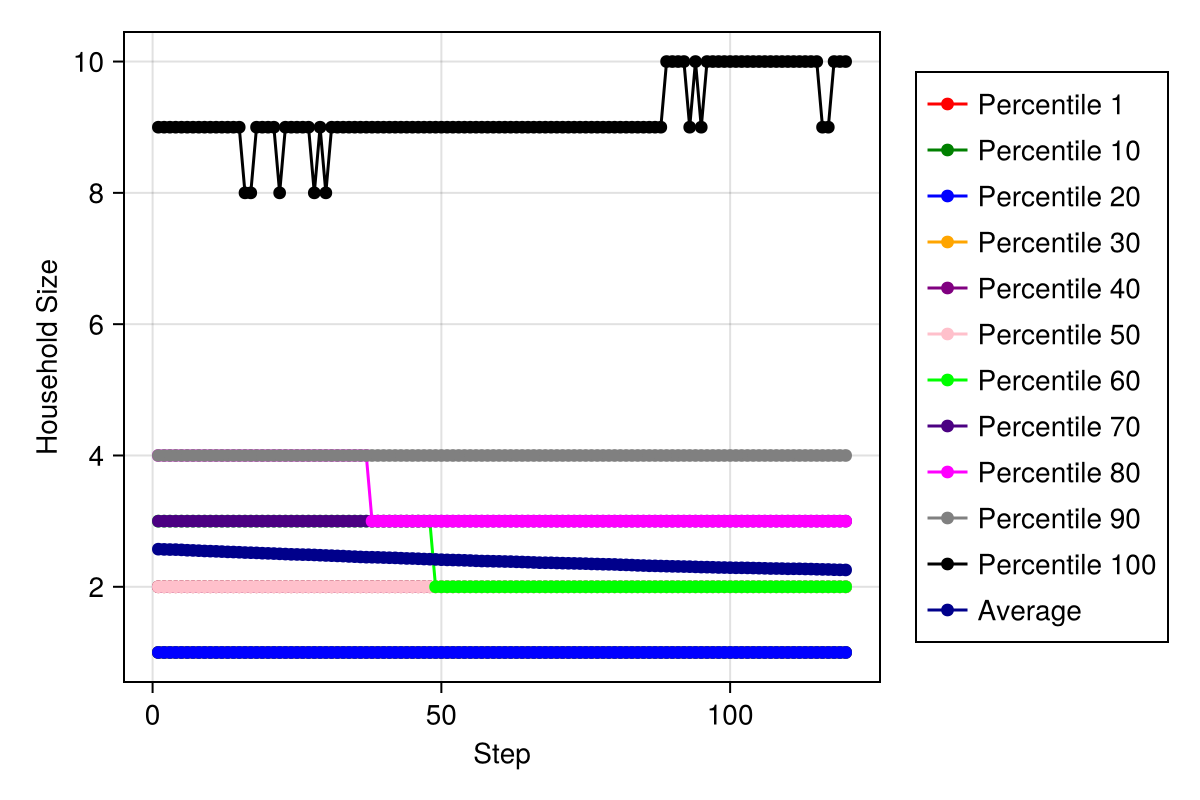 10
8
6
4
2
Household Size
0
50
100
Step
Percentile 1
Percentile 10
Percentile 20
Percentile 30
Percentile 40
Percentile 50
Percentile 60
Percentile 70
Percentile 80
Percentile 90
Percentile 100
Average